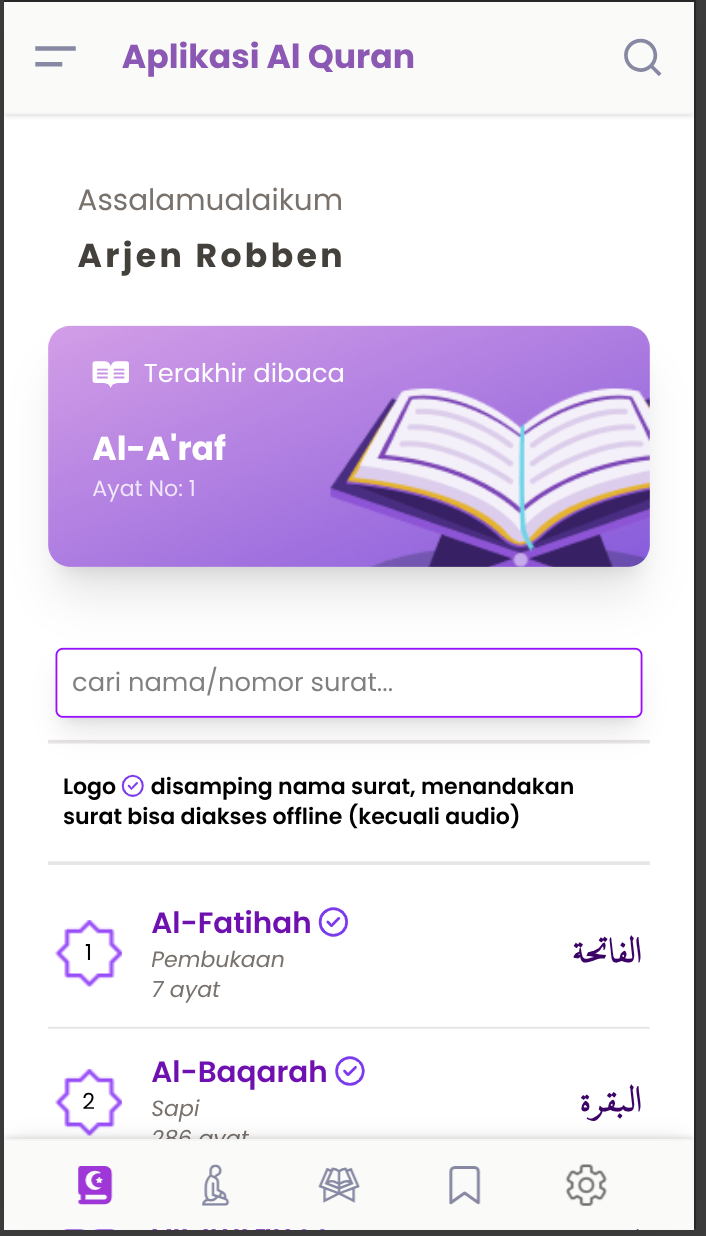 Aplikasi Al Quran
Assalamualaikum
Arjen Robben
Terakhir dibaca
Al-A'raf
Ayat No: 1
cari nama/nomor surat...
Logo disamping nama surat, menandakan
surat bisa diakses offline (kecuali audio)
1
Al-Fatihah
Pembukaan
7 ayat
الفاتحة
2
Al-Baqarah
Sapi
286 ayat
البقرة